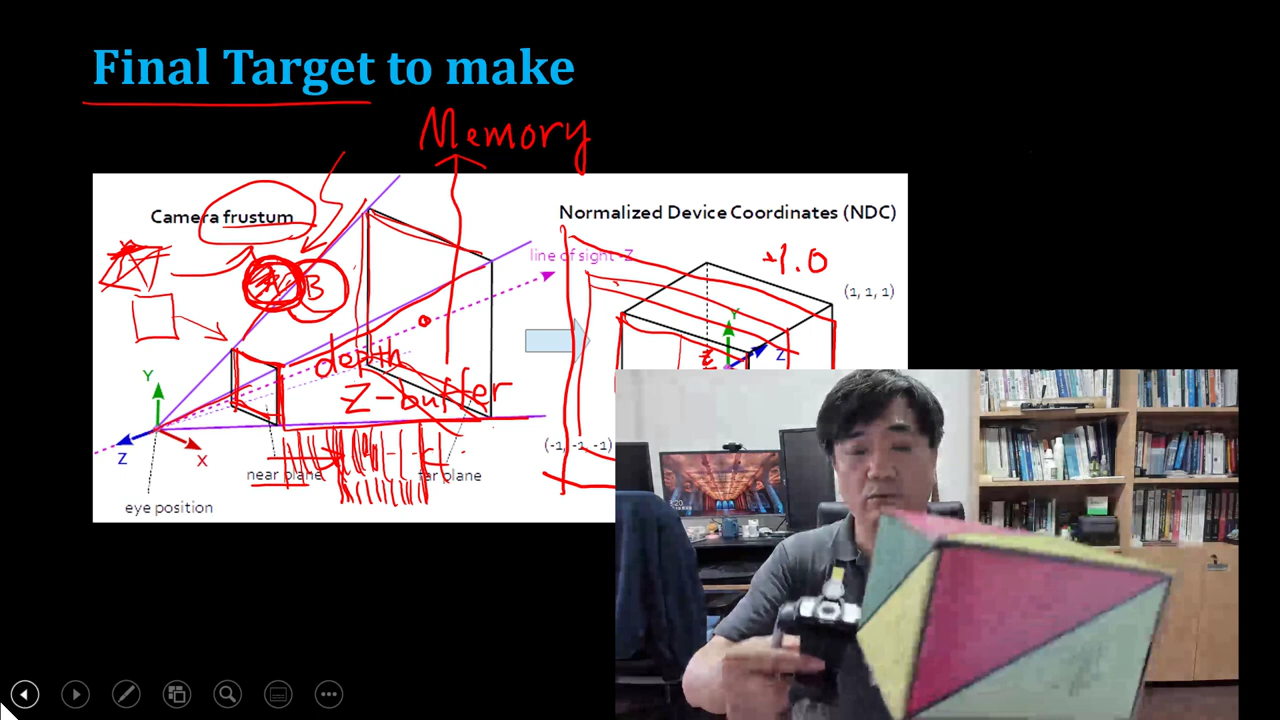 Final Target to make
Memory
Camera frustum
Normalized Device Coordinates (NDC)
line of sight -Z
+1.0
(1, 1, 1)
A B
depth
Z-buffer
Y
Z
X
Y
Z
(-1, -1, -1)
near plane
far plane
eye position